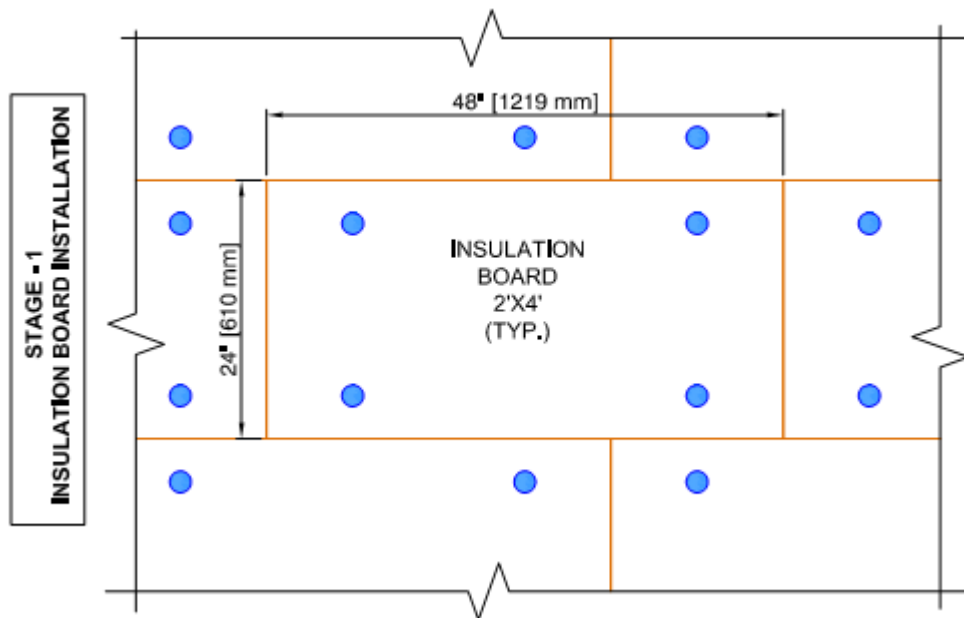 STAGE - 1
INSULATION BOARD INSTALLATION
48" [1219 mm]
24" [610 mm]
INSULATION
BOARD
2'X4'
(TYP.)